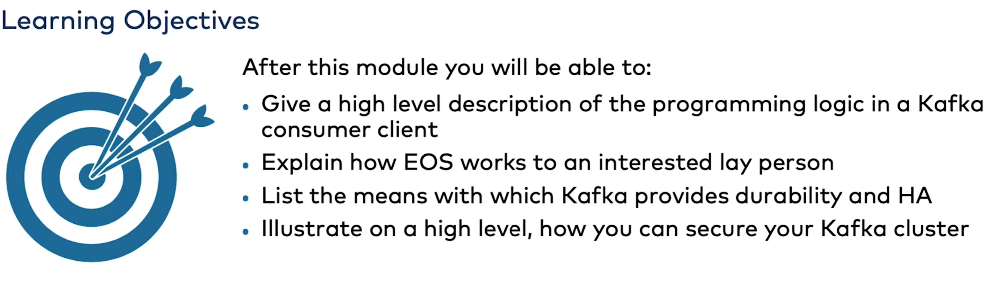 Learning Objectives
After this module you will be able to:
• Give a high level description of the programming logic in a Kafka
consumer client
• Explain how EOS works to an interested lay person
• List the means with which Kafka provides durability and HA
• Illustrate on a high level, how you can secure your Kafka cluster